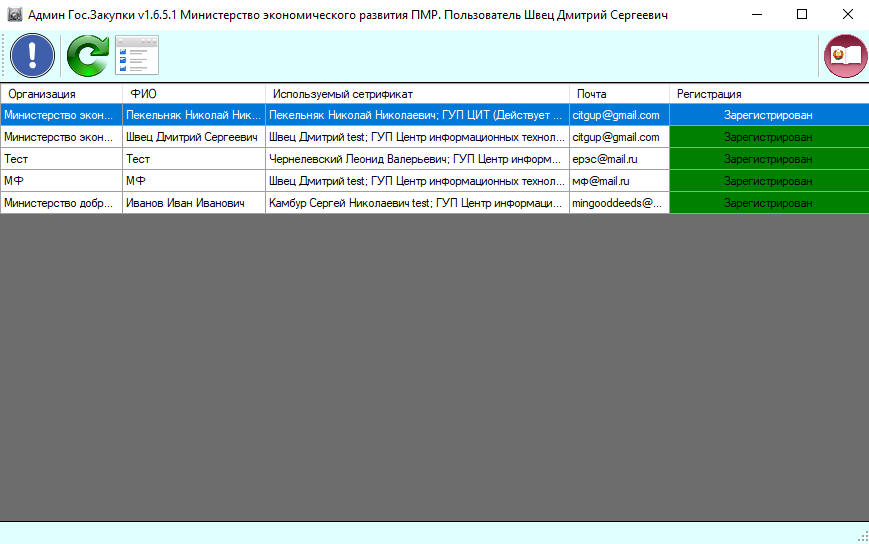 Админ Гос.Закупки v1.6.5.1 Министерство экономического развития ПМР. Пользователь Швец Дмитрий Сергеевич
Организация ФИО Используемый сетрификат Почта Регистрация
Министерство экон... Пекельняк Николай Ник... Пекельняк Николай Николаевич; ГУП ЦИТ (Действует ... citgup@gmail.com Зарегистрирован
Министерство экон... Швец Дмитрий Сергеевич Швец Дмитрий test; ГУП Центр информационных технол... citgup@gmail.com Зарегистрирован
Тест Тест Чернелевский Леонид Валерьевич; ГУП Центр информ... ерэс@mail.ru Зарегистрирован
МФ МФ Швец Дмитрий test; ГУП Центр информационных технол... мф@mail.ru Зарегистрирован
Министерство добр... Иванов Иван Иванович Камбур Сергей Николаевич test; ГУП Центр информаци... mingooddeeds@... Зарегистрирован